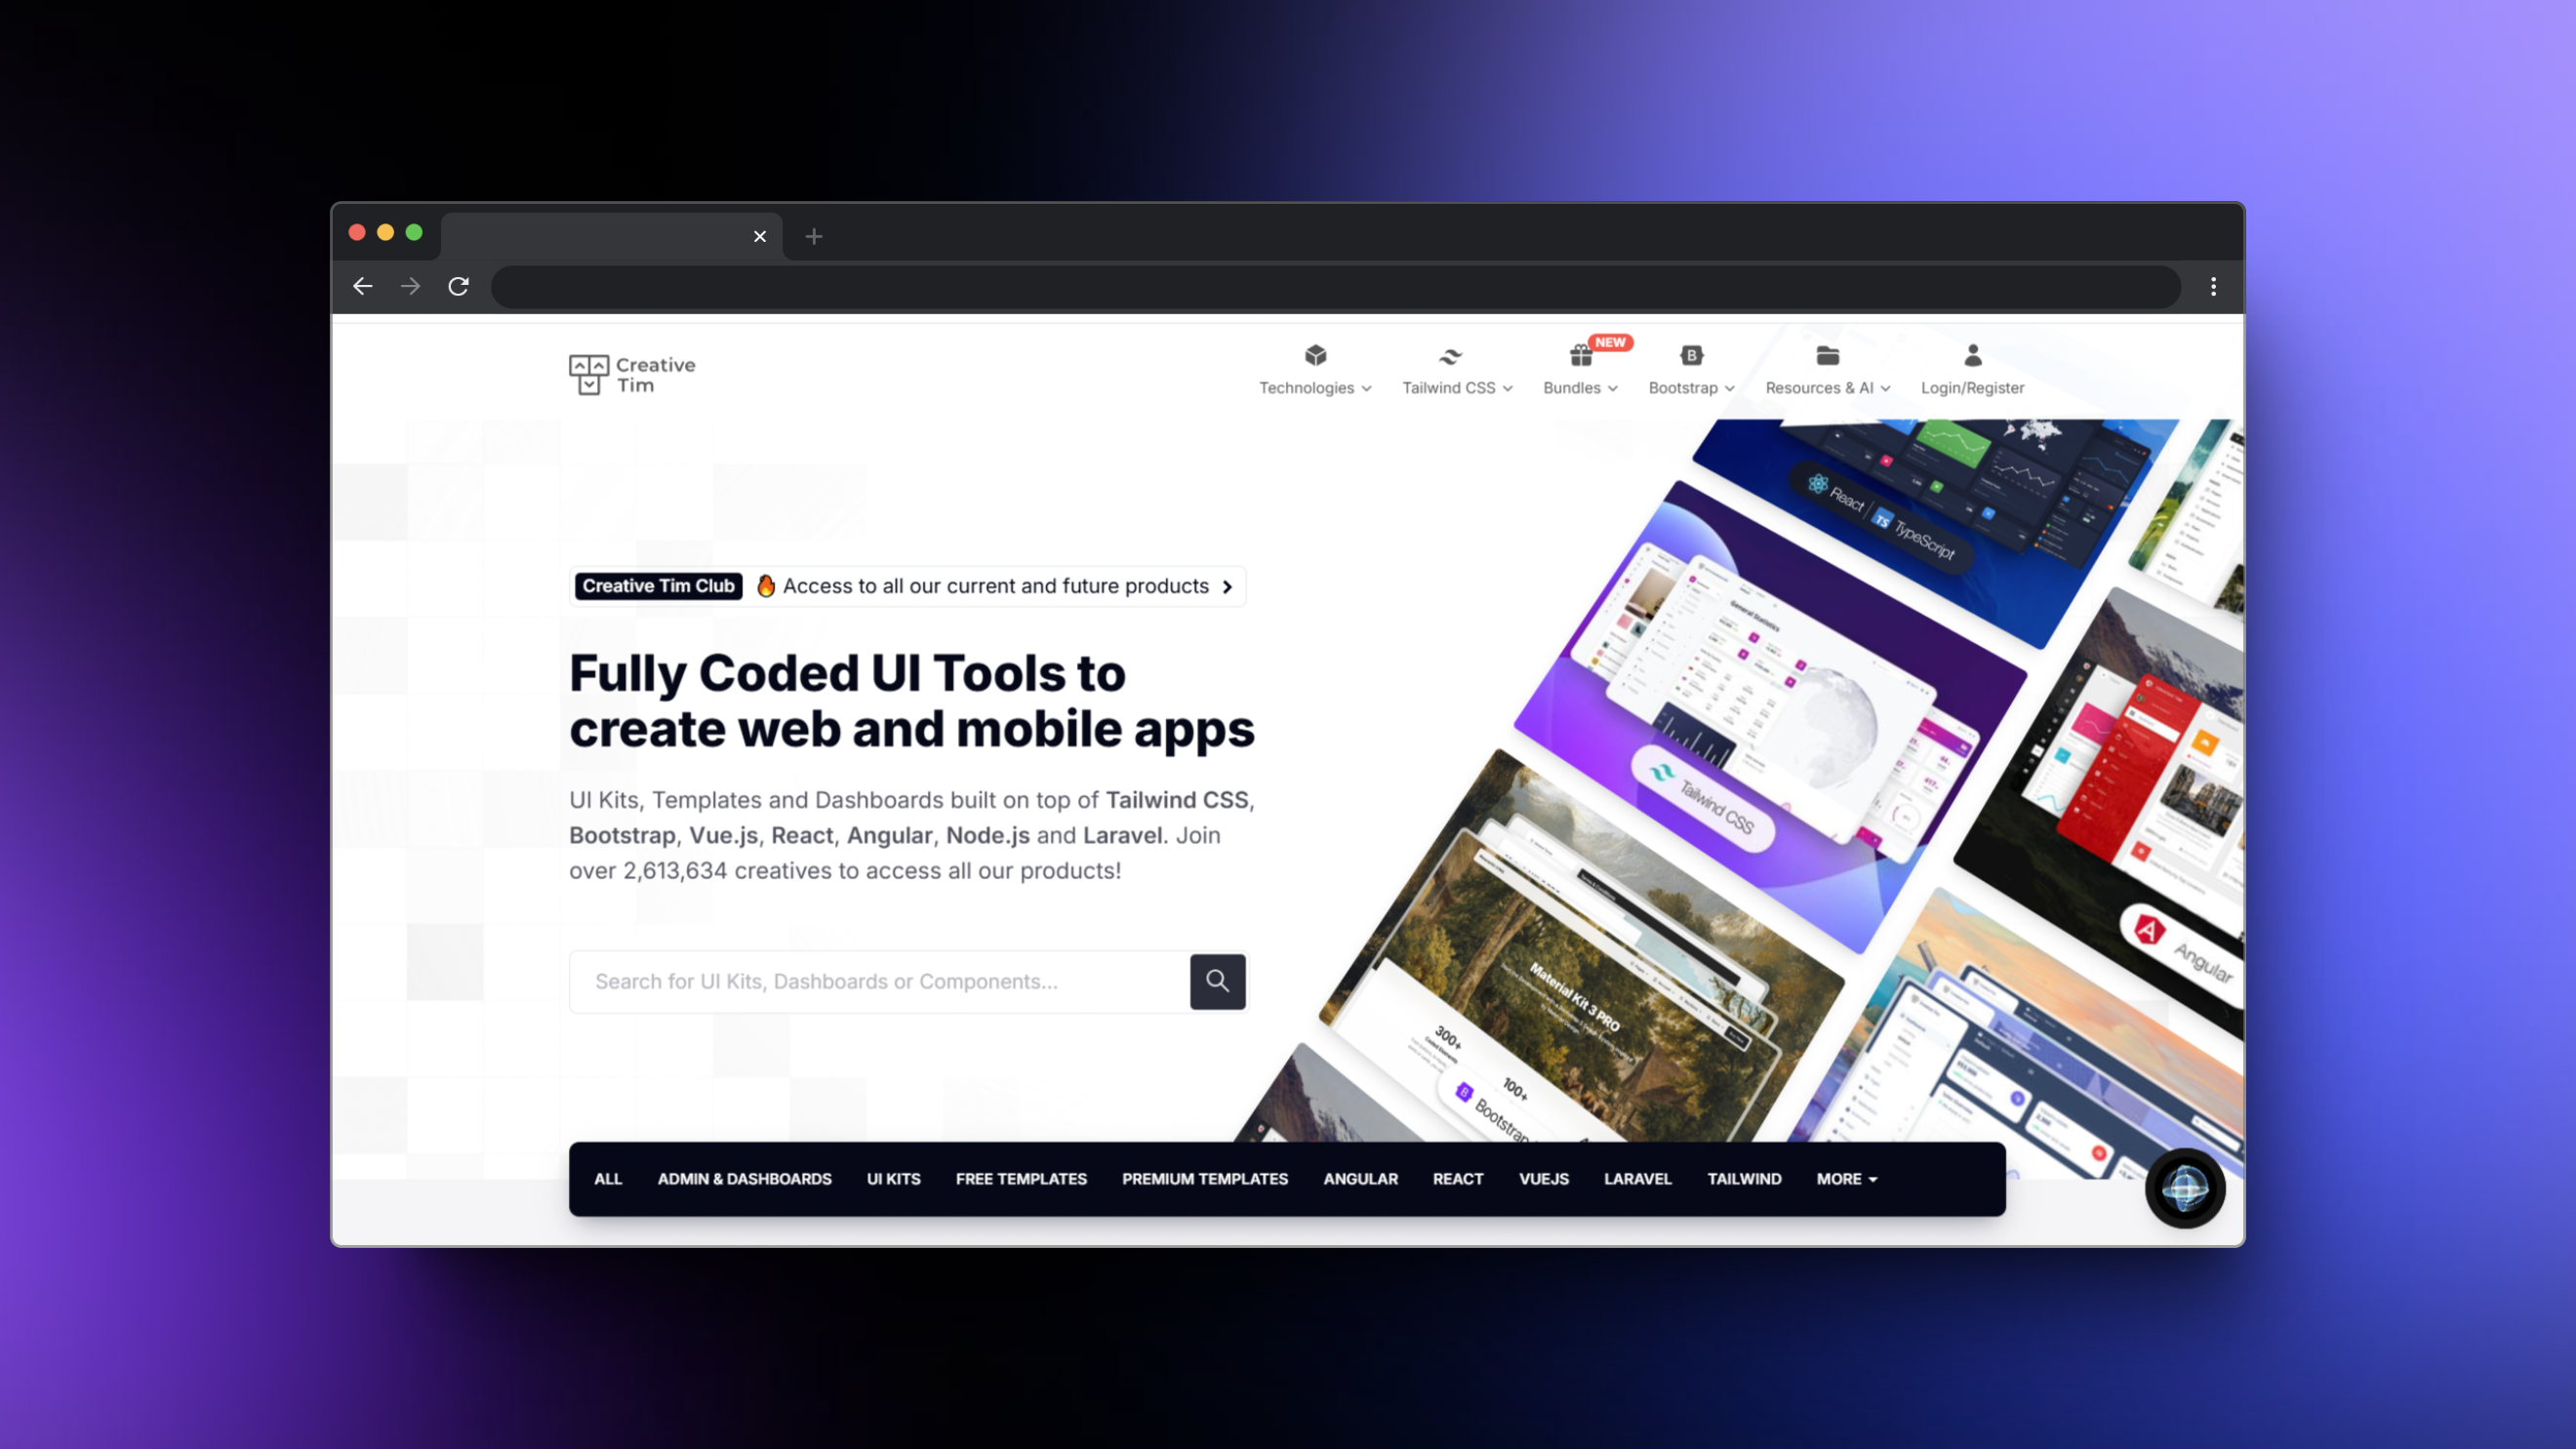 Creative
Tim
NEW
Technologies
Tailwind CSS
Bundles
Bootstrap
Resources & AI
Login/Register
Creative Tim Club 🔥 Access to all our current and future products
Fully Coded UI Tools to
create web and mobile apps
UI Kits, Templates and Dashboards built on top of Tailwind CSS,
Bootstrap, Vue.js, React, Angular, Node.js and Laravel. Join
over 2,613,634 creatives to access all our products!
Search for UI Kits, Dashboards or Components...
React
TS TypeScript
General Statistics
Tailwind CSS
Angular
Material Kit 3 PRO
300+
100+
Bootstrap
ALL
ADMIN & DASHBOARDS
UI KITS
FREE TEMPLATES
PREMIUM TEMPLATES
ANGULAR
REACT
VUEJS
LARAVEL
TAILWIND
MORE